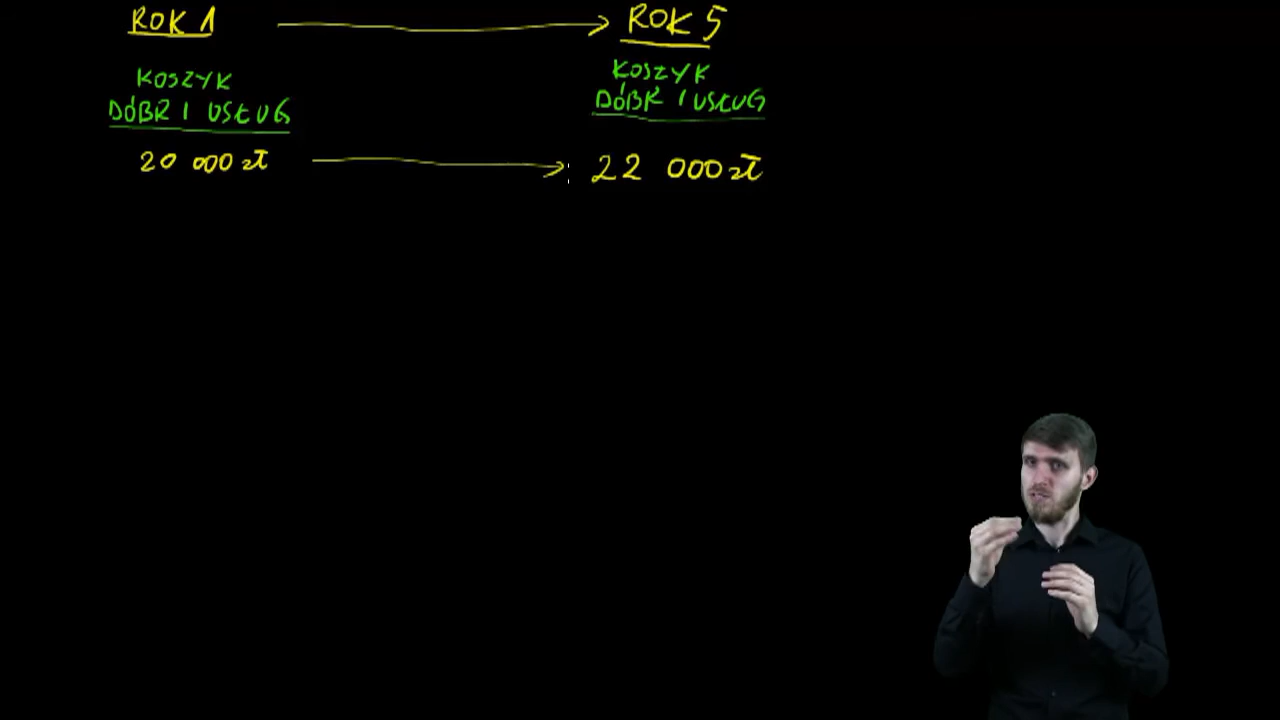 ROK 1 ROK 5
KOSZYK KOSZYK
DÓBR I USŁUG DÓBR I USŁUG
20 000 zł 22 000 zł